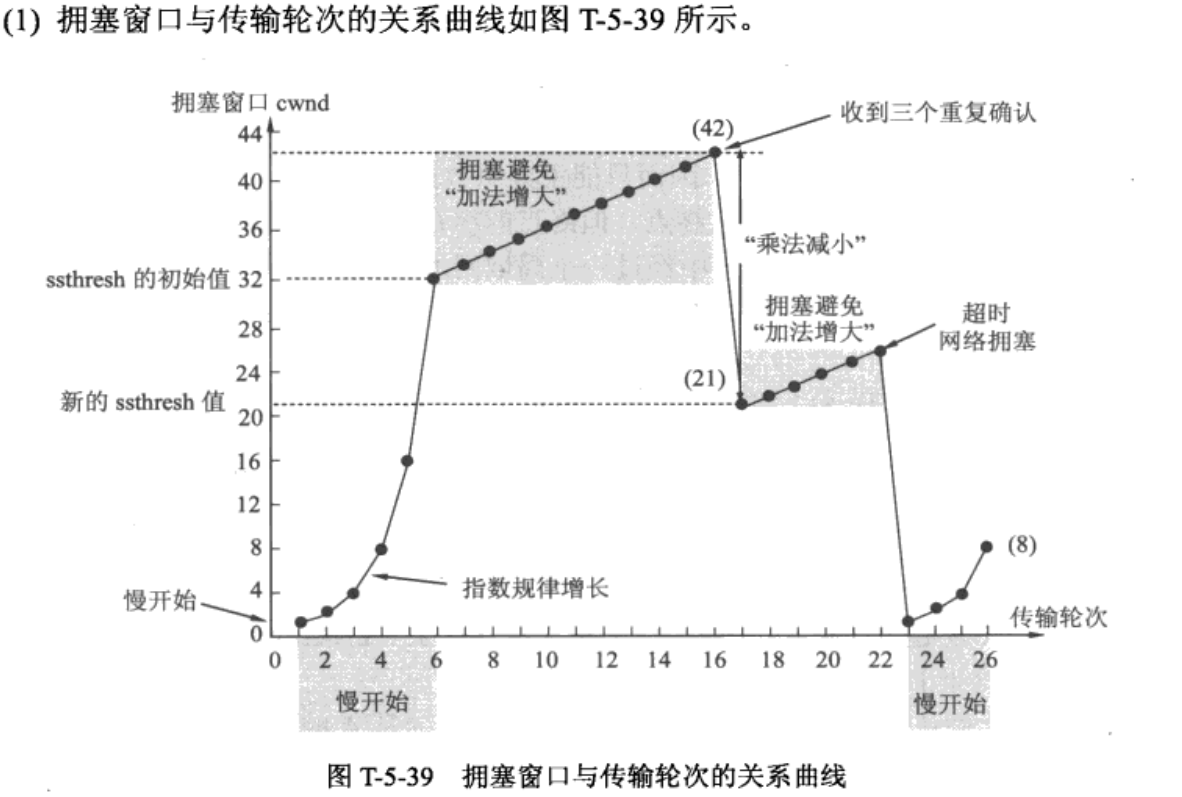 (1) 拥塞窗口与传输轮次的关系曲线如图 T-5-39 所示。
拥塞窗口 cwnd
收到三个重复确认
(42)
44
拥塞避免
“加法增大”
40
36
“乘法减小”
ssthresh 的初始值 32
拥塞避免
“加法增大”
超时
网络拥塞
28
24
(21)
新的 ssthresh 值
20
16
12
8
(8)
指数规律增长
4
慢开始
传输轮次
0
0 2 4 6 8 10 12 14 16 18 20 22 24 26
慢开始
慢开始
图 T-5-39 拥塞窗口与传输轮次的关系曲线